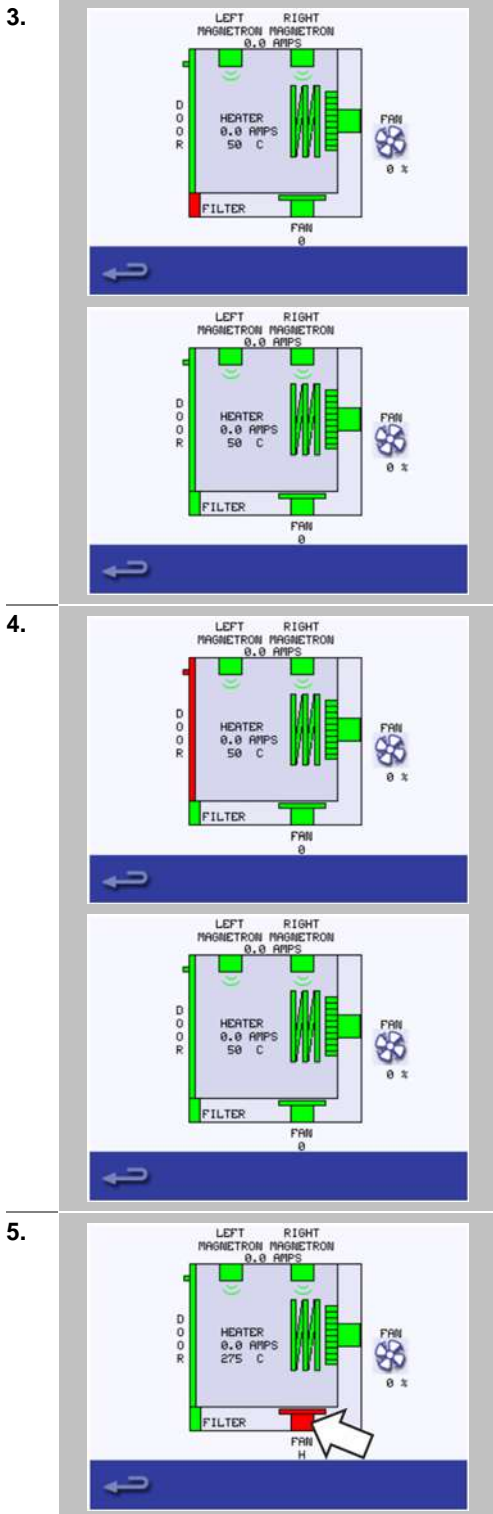 3.
LEFT RIGHT
MAGNETRON MAGNETRON
0.0 AMPS
DOOR
HEATER
0.0 AMPS
50 C
FAN
0 %
FILTER
FAN
0
LEFT RIGHT
MAGNETRON MAGNETRON
0.0 AMPS
DOOR
HEATER
0.0 AMPS
50 C
FAN
0 %
FILTER
FAN
0
4.
LEFT RIGHT
MAGNETRON MAGNETRON
0.0 AMPS
DOOR
HEATER
0.0 AMPS
50 C
FAN
0 %
FILTER
FAN
0
LEFT RIGHT
MAGNETRON MAGNETRON
0.0 AMPS
DOOR
HEATER
0.0 AMPS
50 C
FAN
0 %
FILTER
FAN
0
5.
LEFT RIGHT
MAGNETRON MAGNETRON
0.0 AMPS
DOOR
HEATER
0.0 AMPS
275 C
FAN
0 %
FILTER
FAN
H